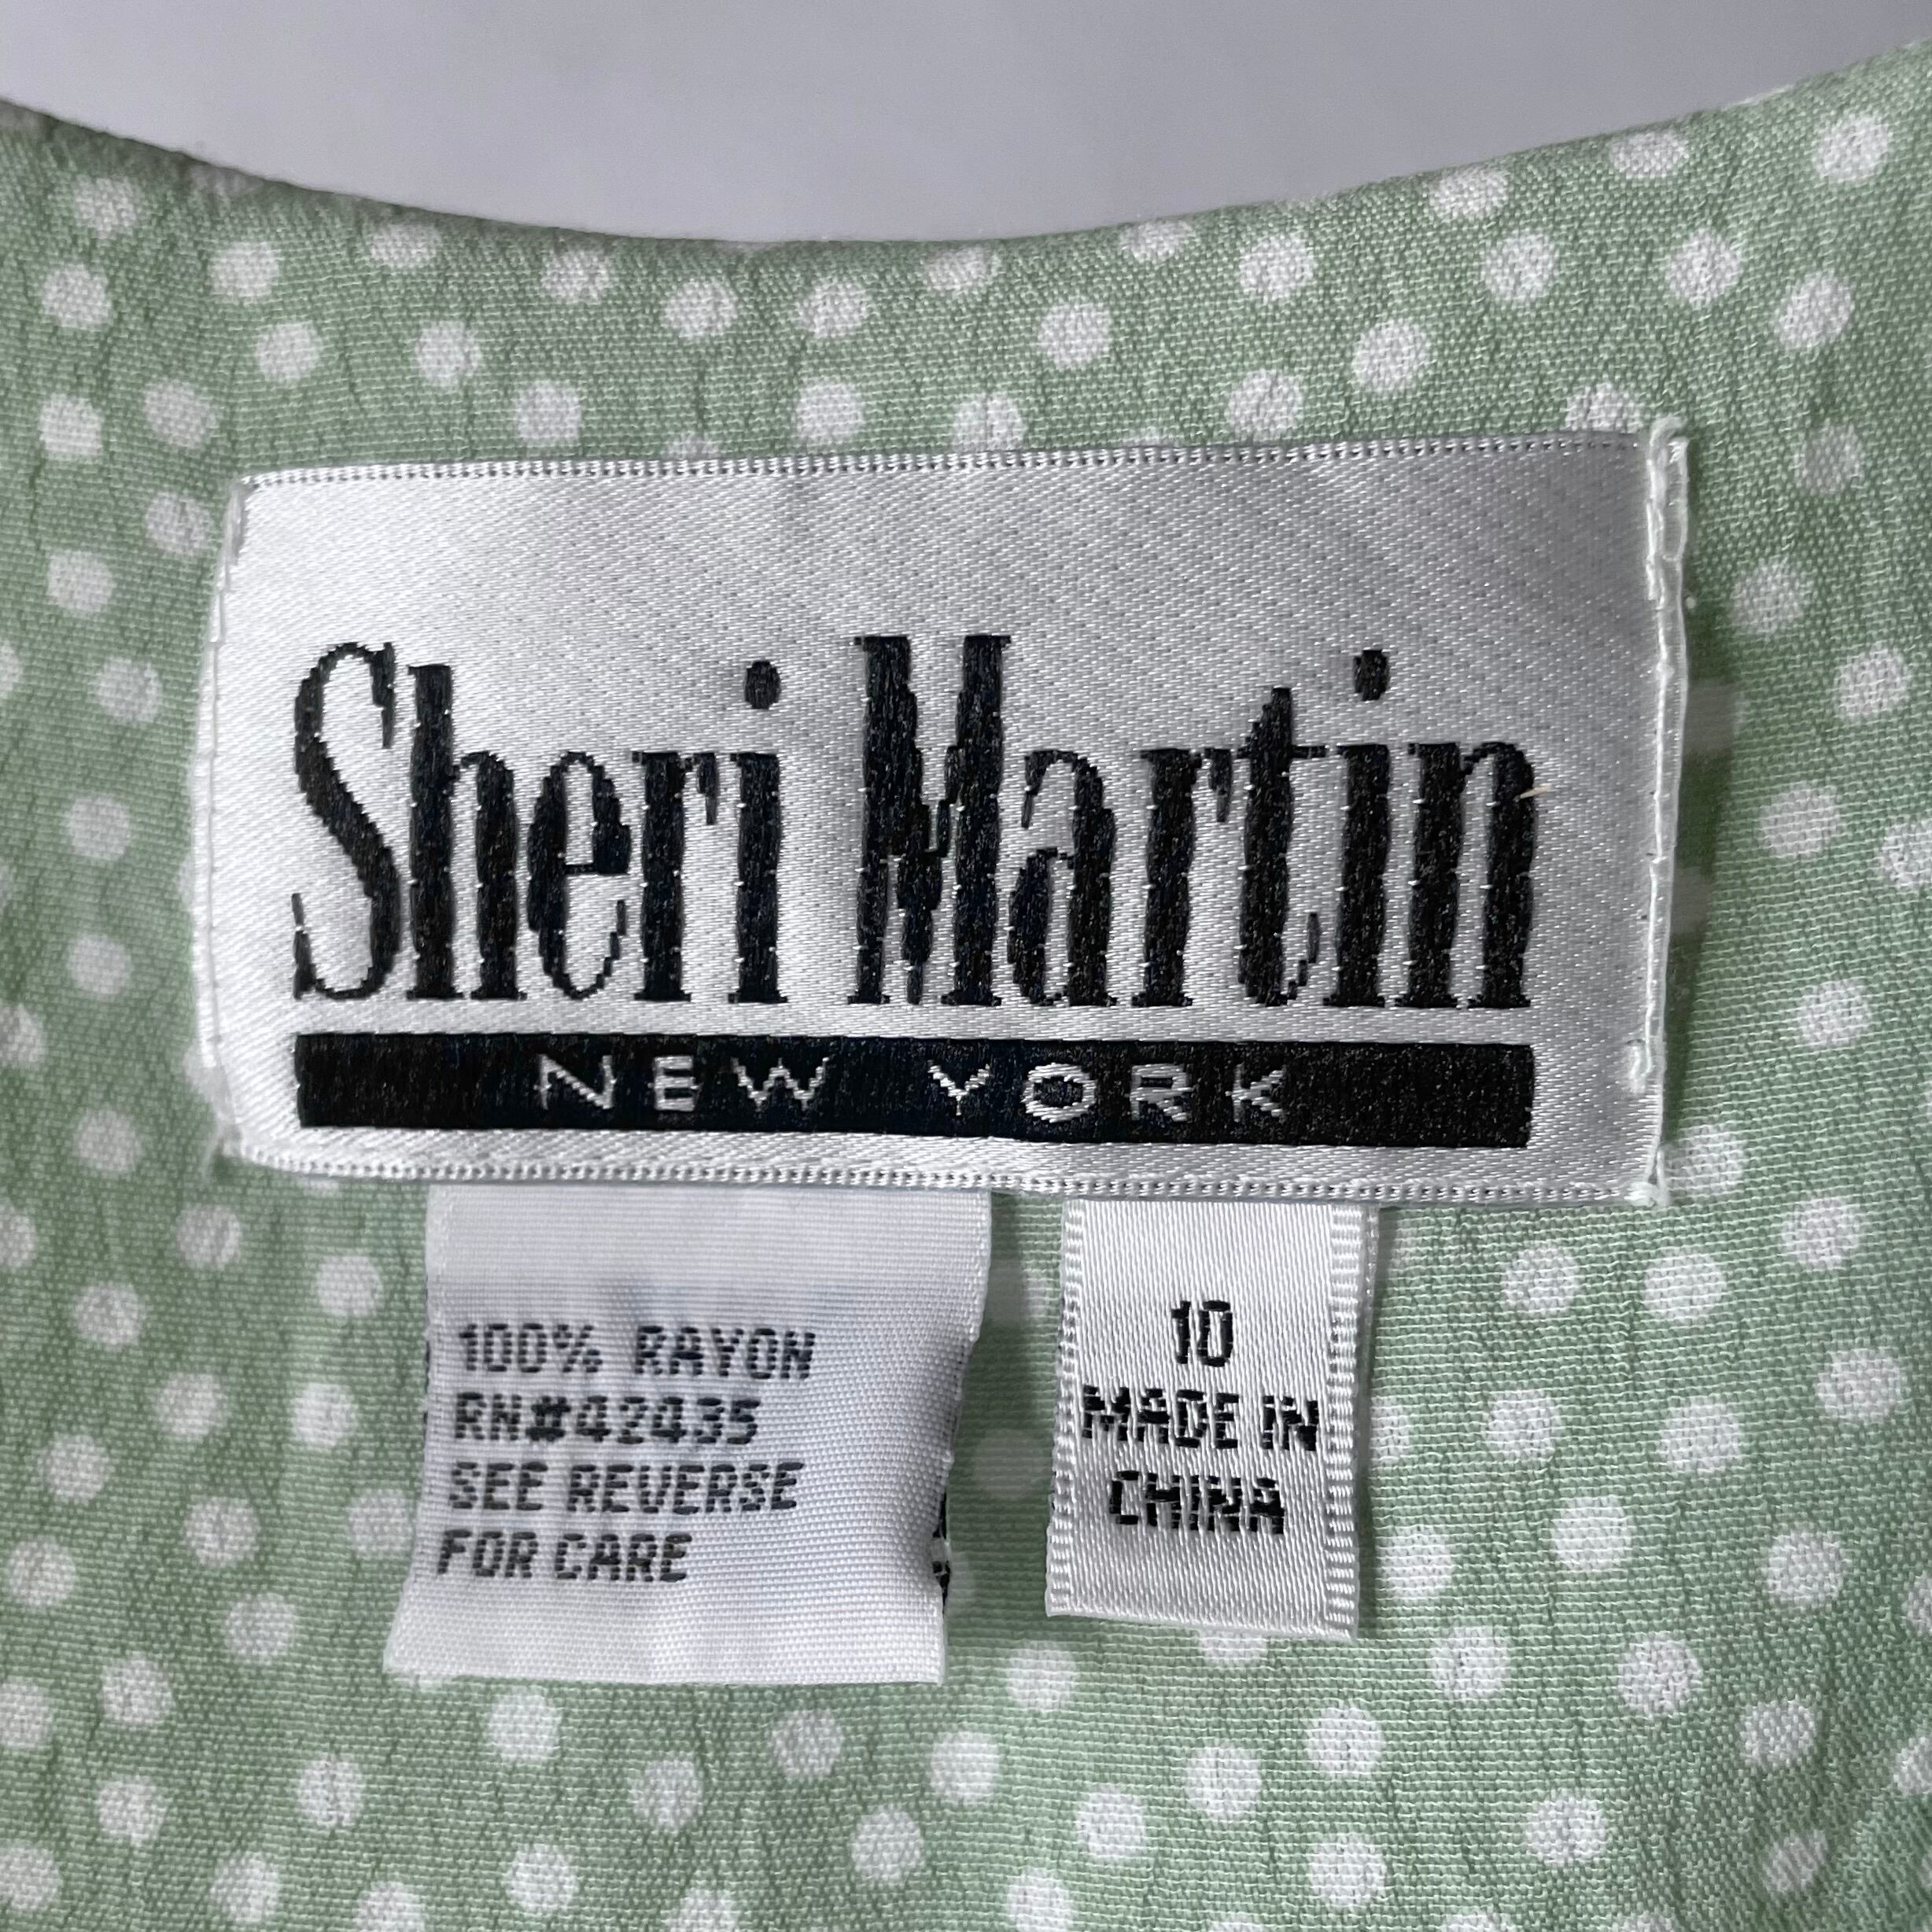 Sheri Martin
NEW YORK
100% RAYON
RN#42435
SEE REVERSE
FOR CARE
10
MADE IN
CHINA